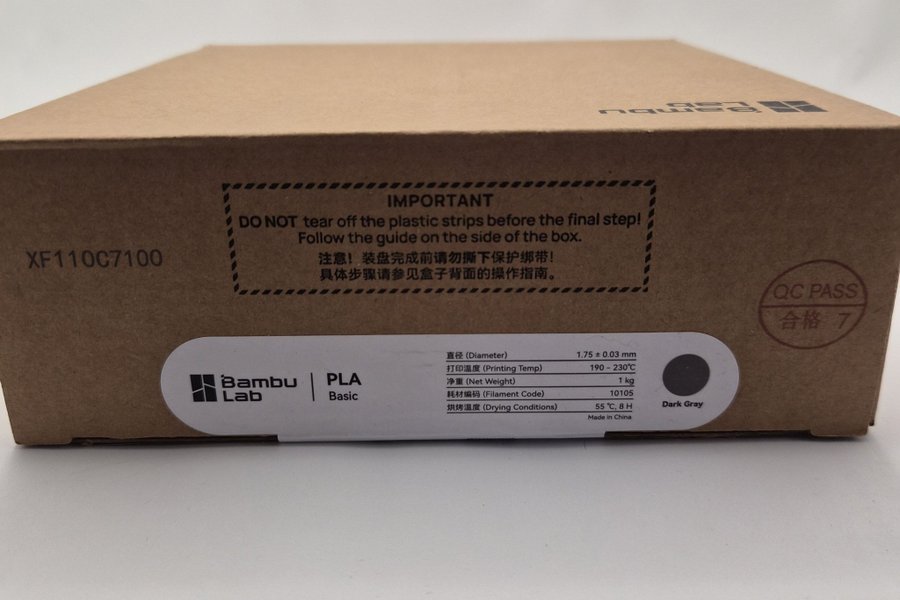 Bambu
Lab
IMPORTANT
DO NOT tear off the plastic strips before the final step!
Follow the guide on the side of the box.
注意！装盘完成前请勿撕下保护绑带！
具体步骤请参见盒子背面的操作指南。
XF110C7100
QC PASS
合格 7
Bambu
Lab
PLA
Basic
直径 (Diameter) 1.75 ± 0.03 mm
打印温度 (Printing Temp) 190 - 230℃
净重 (Net Weight) 1 kg
耗材编码 (Filament Code) 10105
烘烤温度 (Drying Conditions) 55 ℃, 8 H
Made in China
Dark Gray